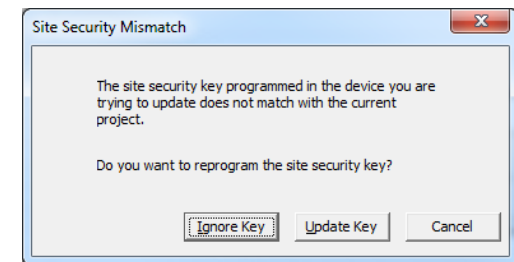 Site Security Mismatch
The site security key programmed in the device you are
trying to update does not match with the current
project.
Do you want to reprogram the site security key?
Ignore Key Update Key Cancel